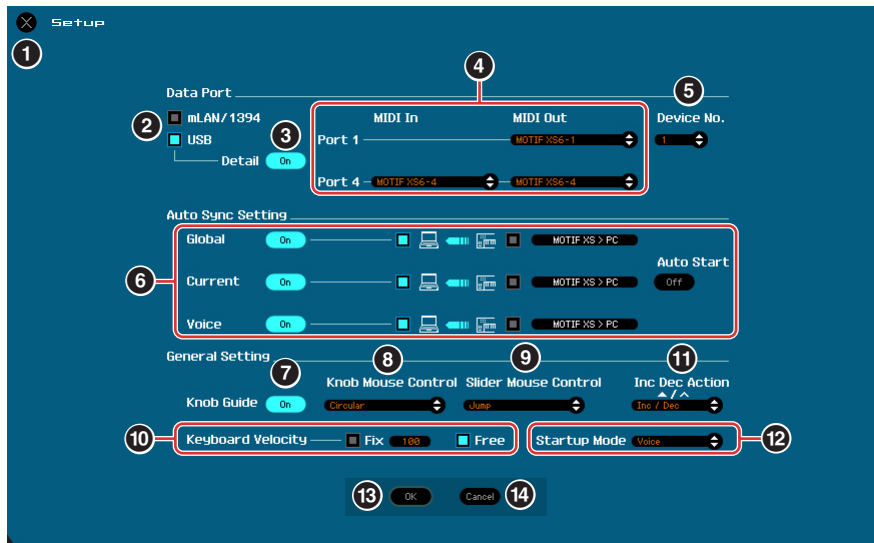 Setup
1
4
5
Data Port
2
mLAN/1394
MIDI In
MIDI Out
Device No.
USB
3
Port 1
MOTIF XS6-1
1
Detail
On
Port 4
MOTIF XS6-4
MOTIF XS6-4
Auto Sync Setting
Global
On
MOTIF XS > PC
Auto Start
6
Current
On
MOTIF XS > PC
Off
Voice
On
MOTIF XS > PC
General Setting
7
8
9
11
Knob Mouse Control
Slider Mouse Control
Inc Dec Action
Knob Guide
On
Circular
Jump
Inc / Dec
10
Keyboard Velocity
Fix
100
Free
Startup Mode
Voice
12
13
OK
Cancel
14